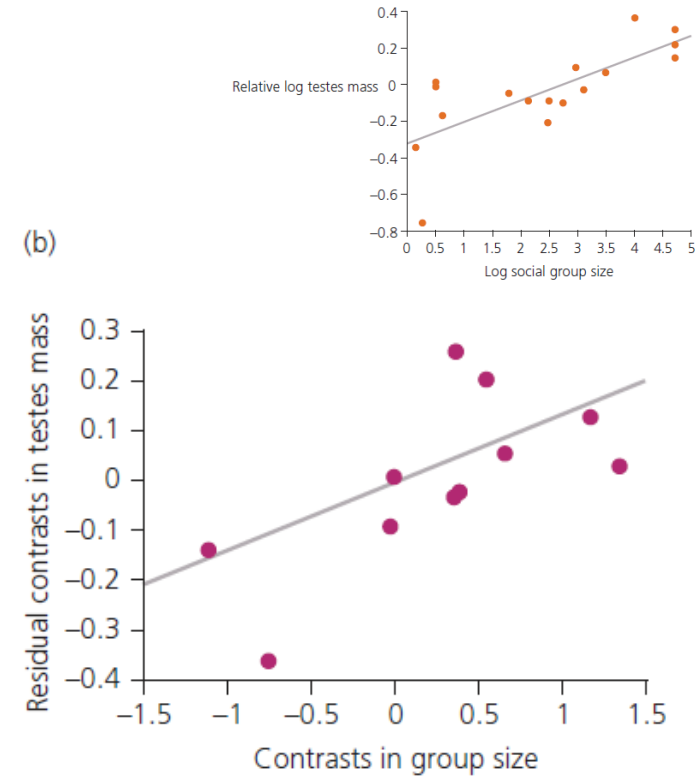 0.4
0.2
Relative log testes mass 0
–0.2
–0.4
–0.6
–0.8
0 0.5 1 1.5 2 2.5 3 3.5 4 4.5 5
Log social group size
(b)
Residual contrasts in testes mass
0.3
0.2
0.1
0
–0.1
–0.2
–0.3
–0.4
–1.5 –1 –0.5 0 0.5 1 1.5
Contrasts in group size